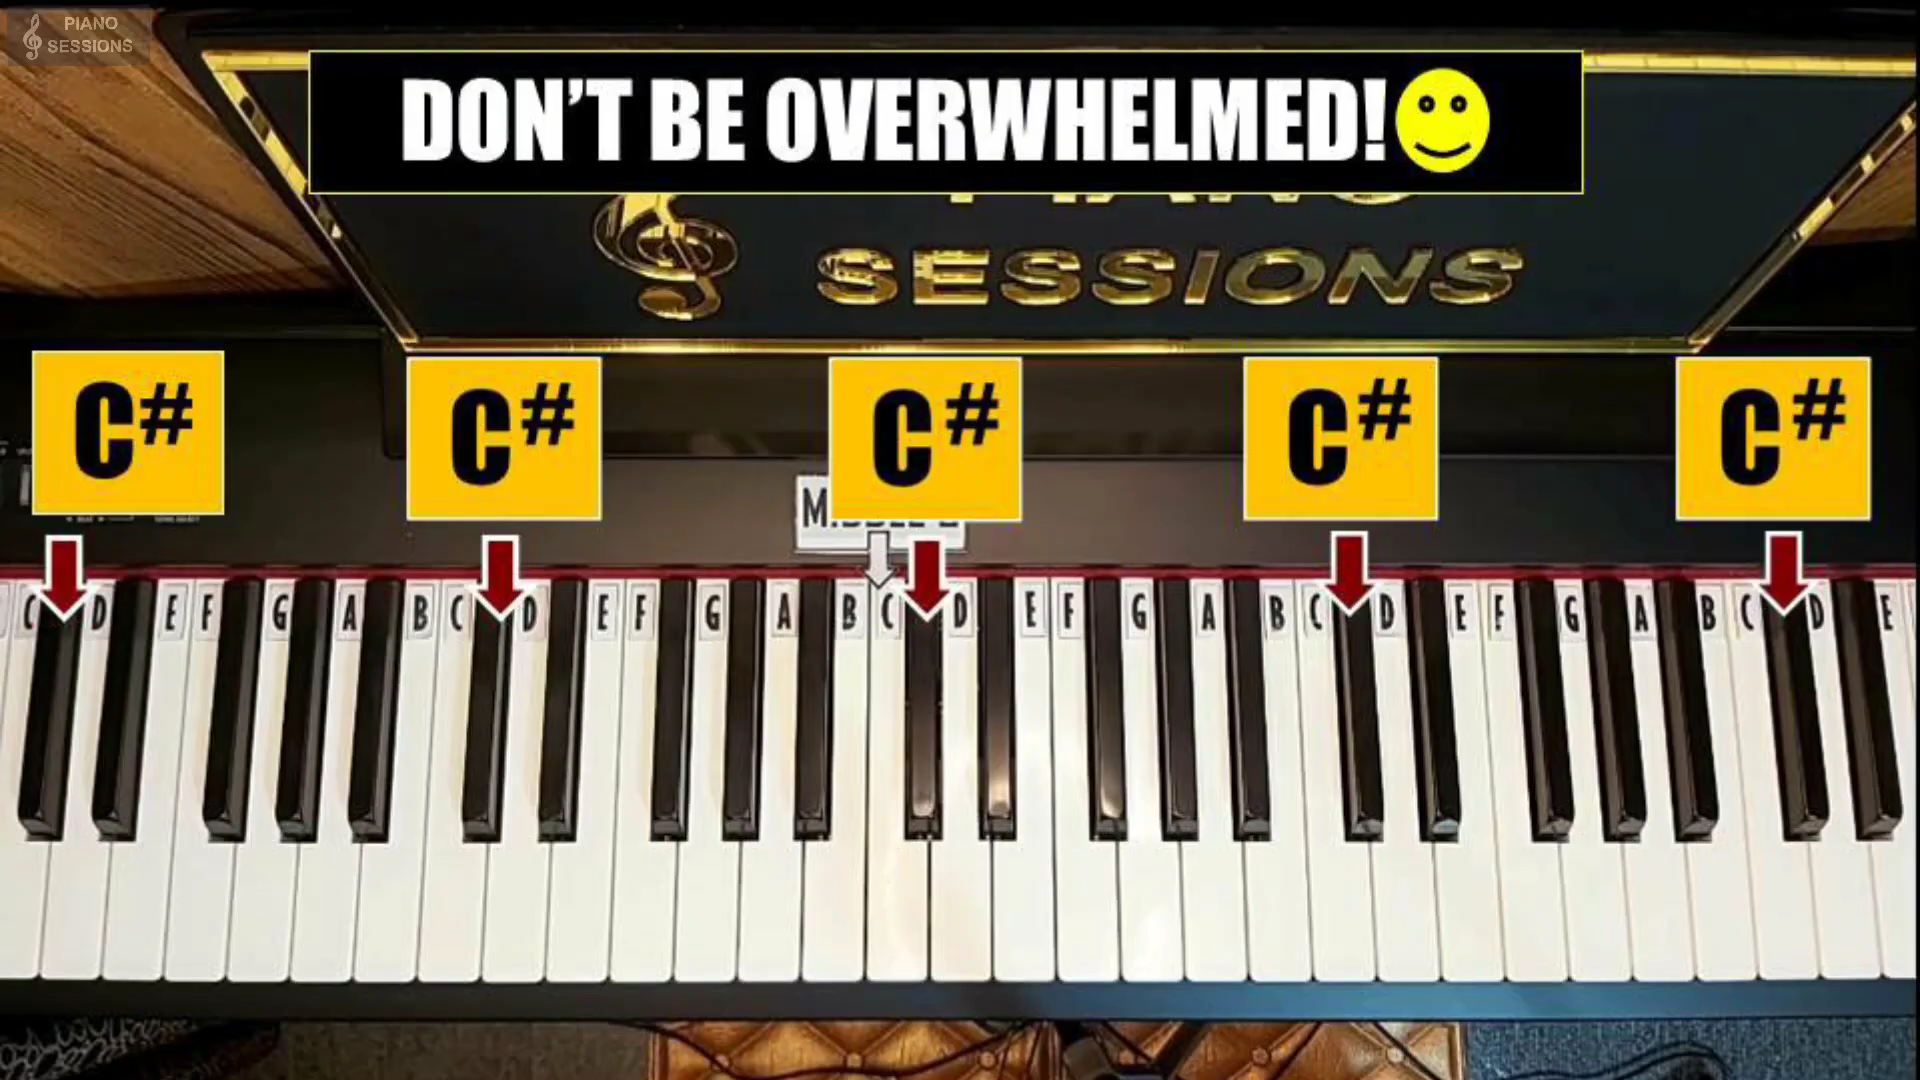 PIANO
SESSIONS
DON'T BE OVERWHELMED!
SESSIONS
C# C# C# C# C#
C D E F G A B C D E F G A B C D E F G A B C D E F G A B C D E